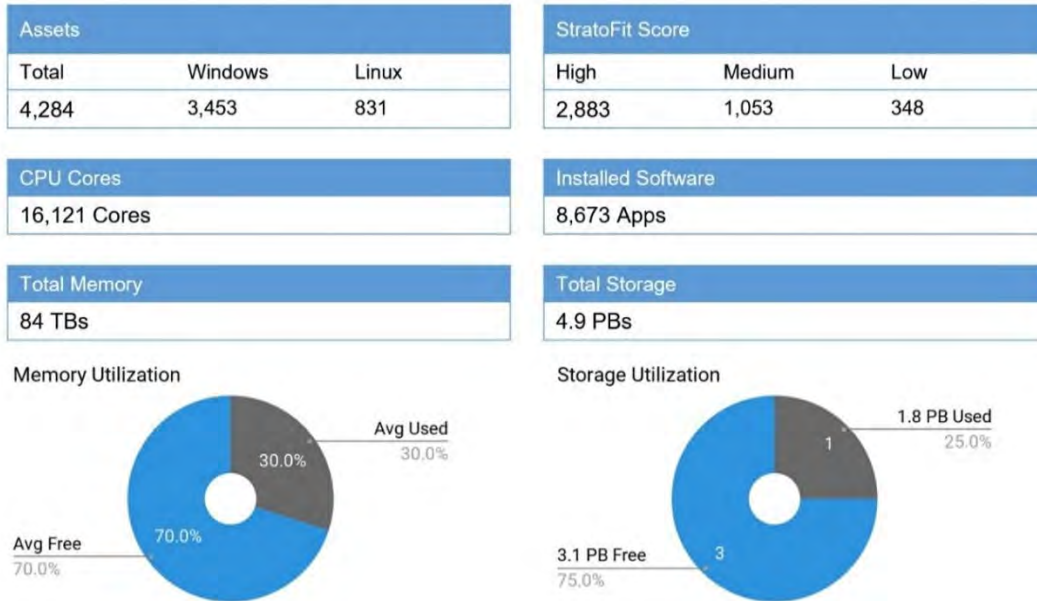 Assets
Total Windows Linux
4,284 3,453 831
StratoFit Score
High Medium Low
2,883 1,053 348
CPU Cores
16,121 Cores
Installed Software
8,673 Apps
Total Memory
84 TBs
Total Storage
4.9 PBs
Memory Utilization
Avg Used
30.0%
30.0%
70.0%
Avg Free
70.0%
Storage Utilization
1.8 PB Used
25.0%
1
3
3.1 PB Free
75.0%